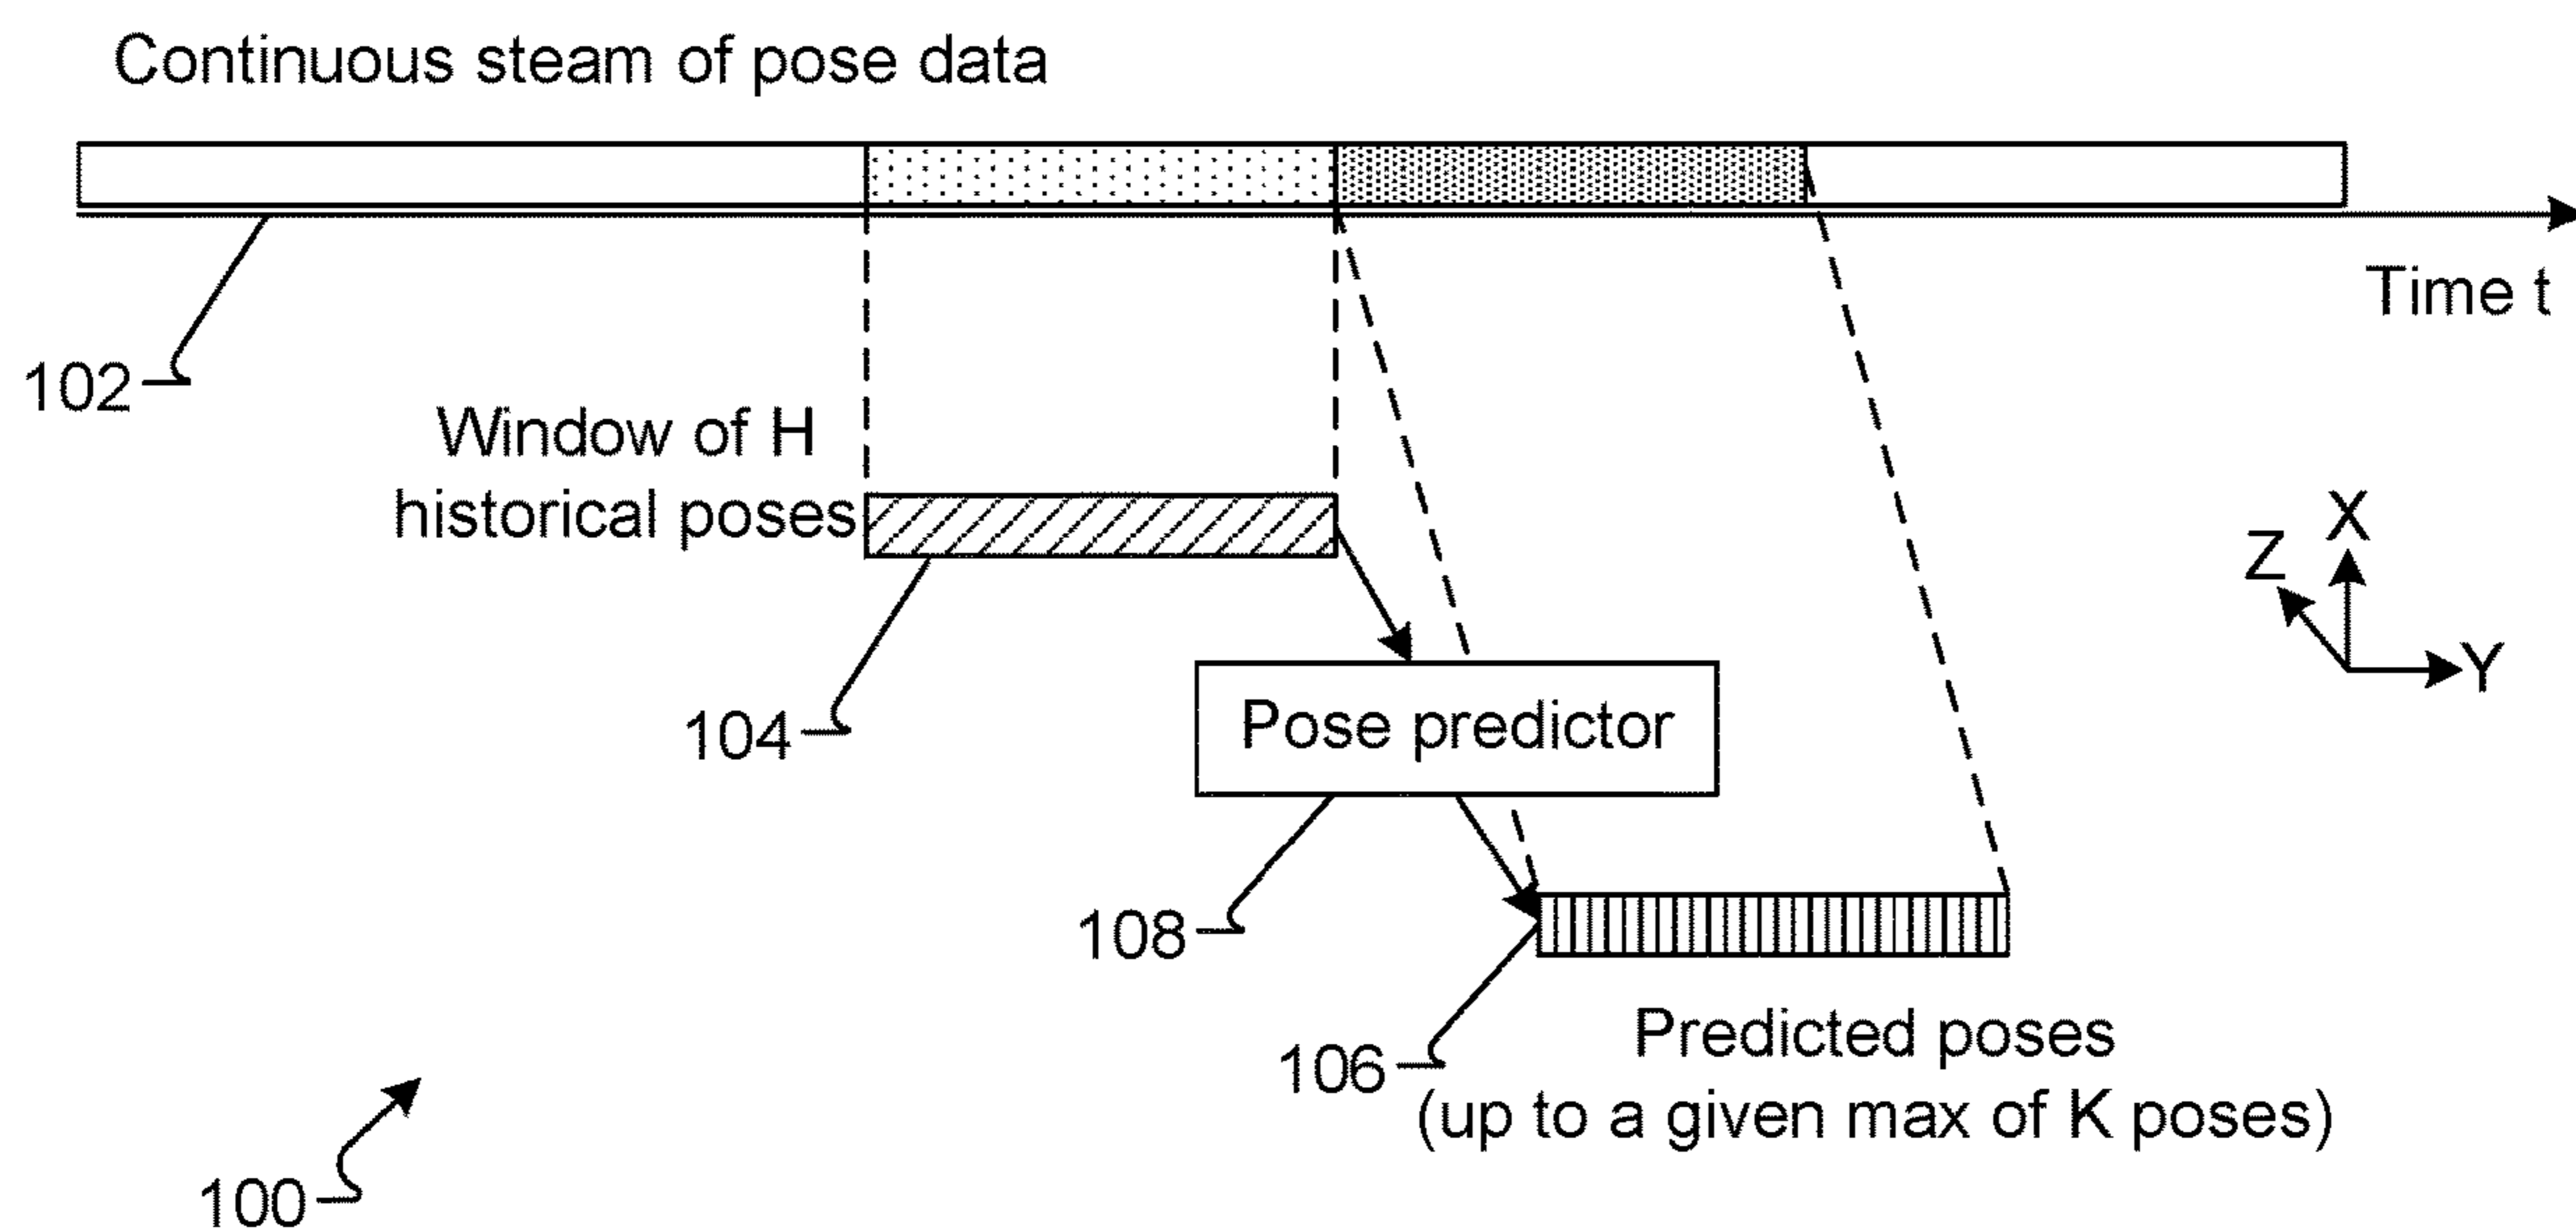 Continuous steam of pose data
Time t
102
Window of H
historical poses
X
Z
Y
104
Pose predictor
108
106
Predicted poses
(up to a given max of K poses)
100